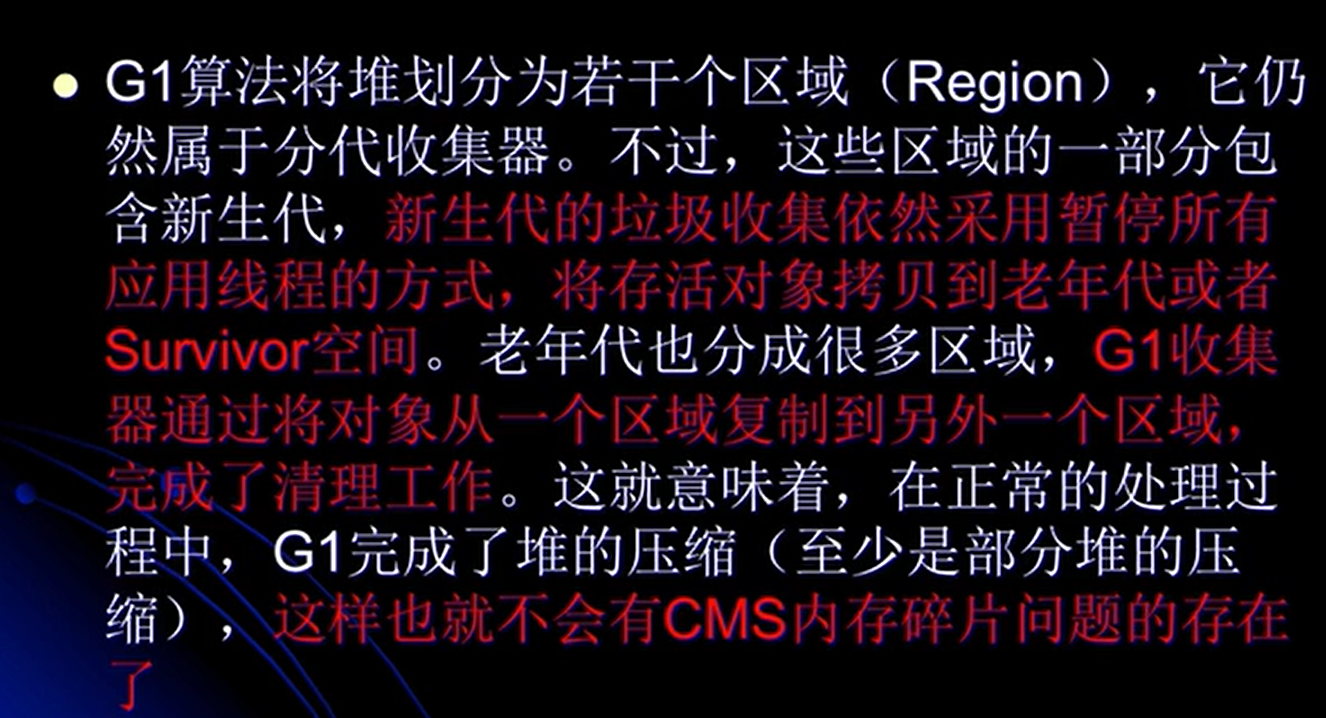 G1算法将堆划分为若干个区域（Region），它仍
然属于分代收集器。不过，这些区域的一部分包
含新生代，新生代的垃圾收集依然采用暂停所有
应用线程的方式，将存活对象拷贝到老年代或者
Survivor空间。老年代也分成很多区域，G1收集
器通过将对象从一个区域复制到另外一个区域，
完成了清理工作。这就意味着，在正常的处理过
程中，G1完成了堆的压缩（至少是部分堆的压
缩），这样也就不会有CMS内存碎片问题的存在
了